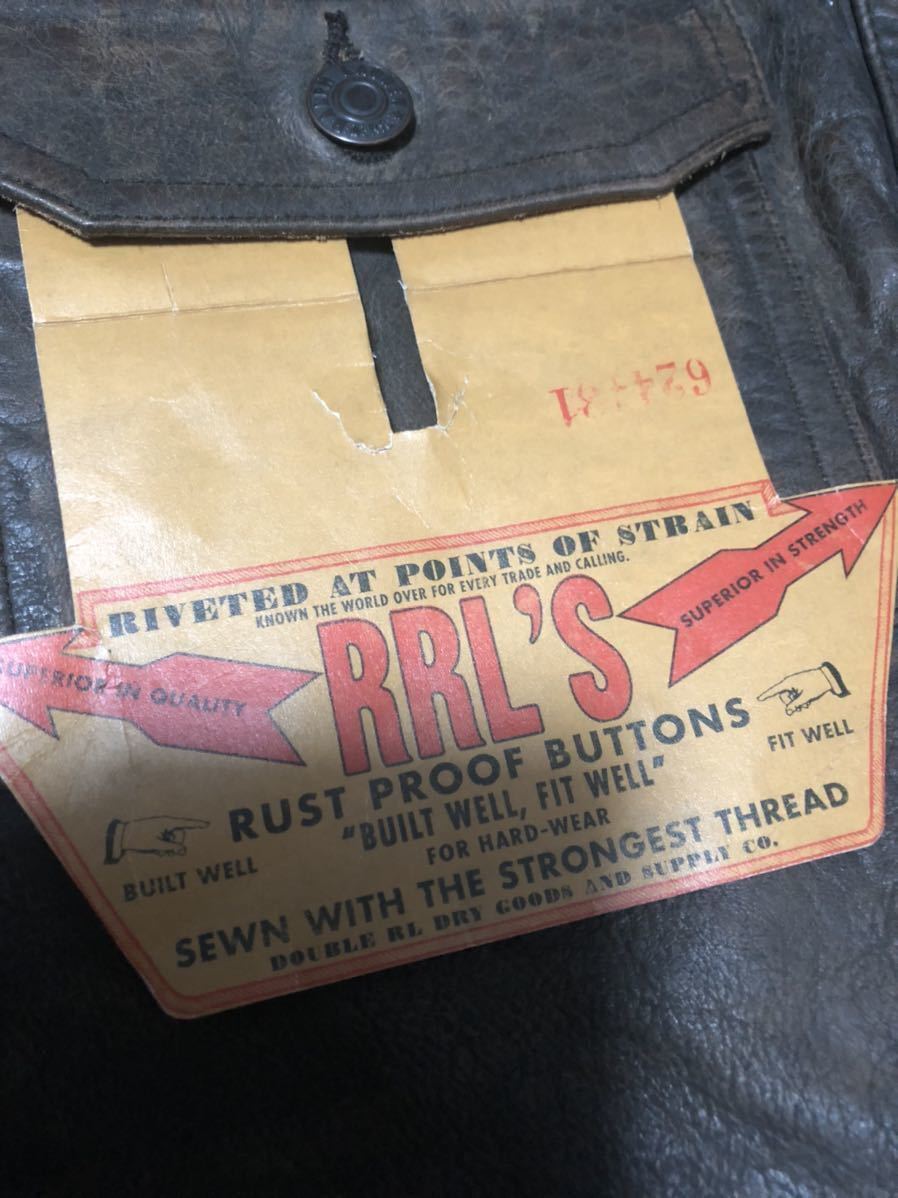 RIVETED AT POINTS OF STRAIN
KNOWN THE WORLD OVER FOR EVERY TRADE AND CALLING.
SUPERIOR IN STRENGTH
RRL'S
SUPERIOR IN QUALITY
RUST PROOF BUTTONS
FIT WELL
"BUILT WELL, FIT WELL"
FOR HARD-WEAR
BUILT WELL
SEWN WITH THE STRONGEST THREAD
DOUBLE RL DRY GOODS AND SUPPLY CO.